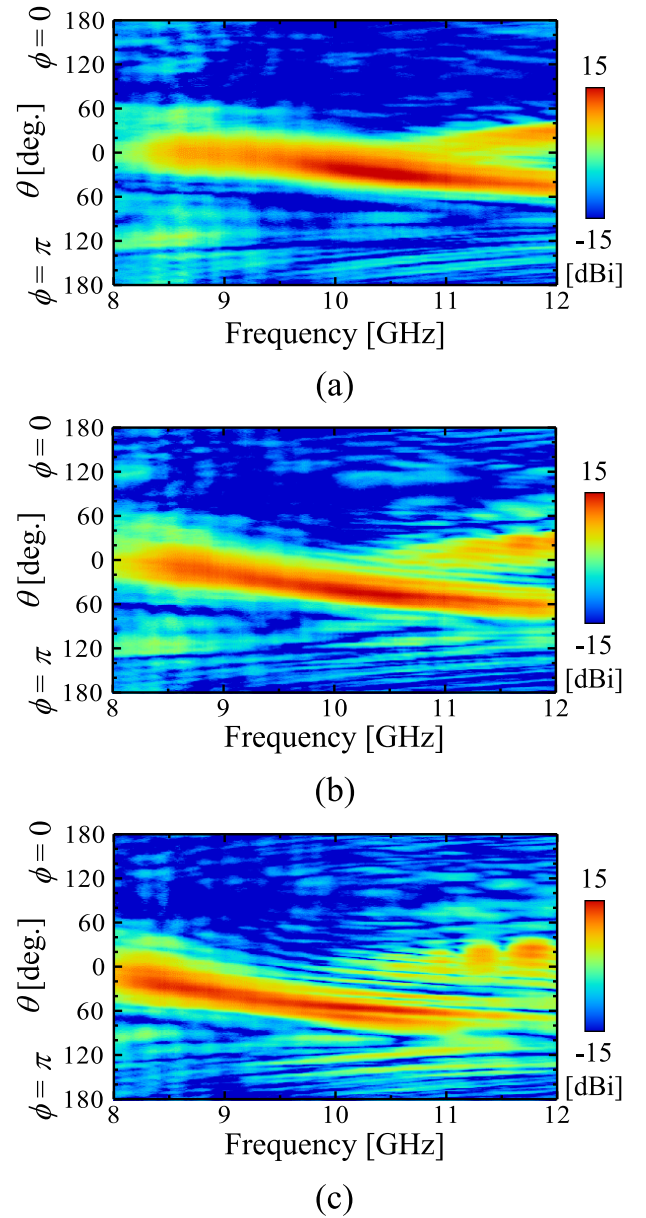 180
ϕ = 0
120
60
0
θ [deg.]
60
120
ϕ = π
180
8
9
10
11
12
Frequency [GHz]
15
-15
[dBi]
(a)
180
ϕ = 0
120
60
0
θ [deg.]
60
120
ϕ = π
180
8
9
10
11
12
Frequency [GHz]
15
-15
[dBi]
(b)
180
ϕ = 0
120
60
0
θ [deg.]
60
120
ϕ = π
180
8
9
10
11
12
Frequency [GHz]
15
-15
[dBi]
(c)